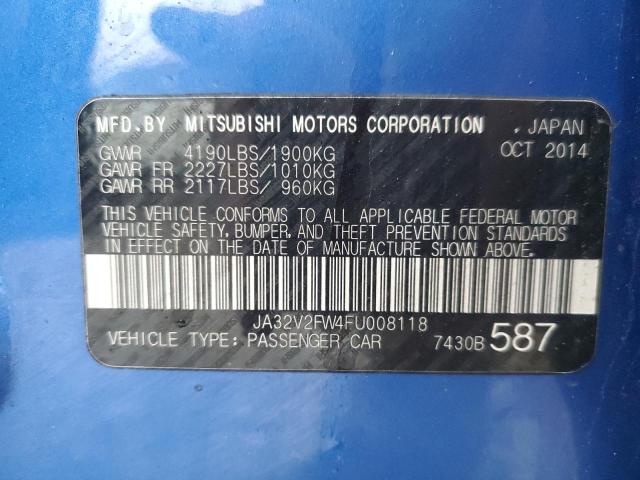 MFD.BY MITSUBISHI MOTORS CORPORATION . JAPAN
GVWR 4190LBS/1900KG OCT 2014
GAWR FR 2227LBS/1010KG
GAWR RR 2117LBS/ 960KG
THIS VEHICLE CONFORMS TO ALL APPLICABLE FEDERAL MOTOR
VEHICLE SAFETY, BUMPER, AND THEFT PREVENTION STANDARDS
IN EFFECT ON THE DATE OF MANUFACTURE SHOWN ABOVE.
JA32V2FW4FU008118
VEHICLE TYPE: PASSENGER CAR 7430B 587